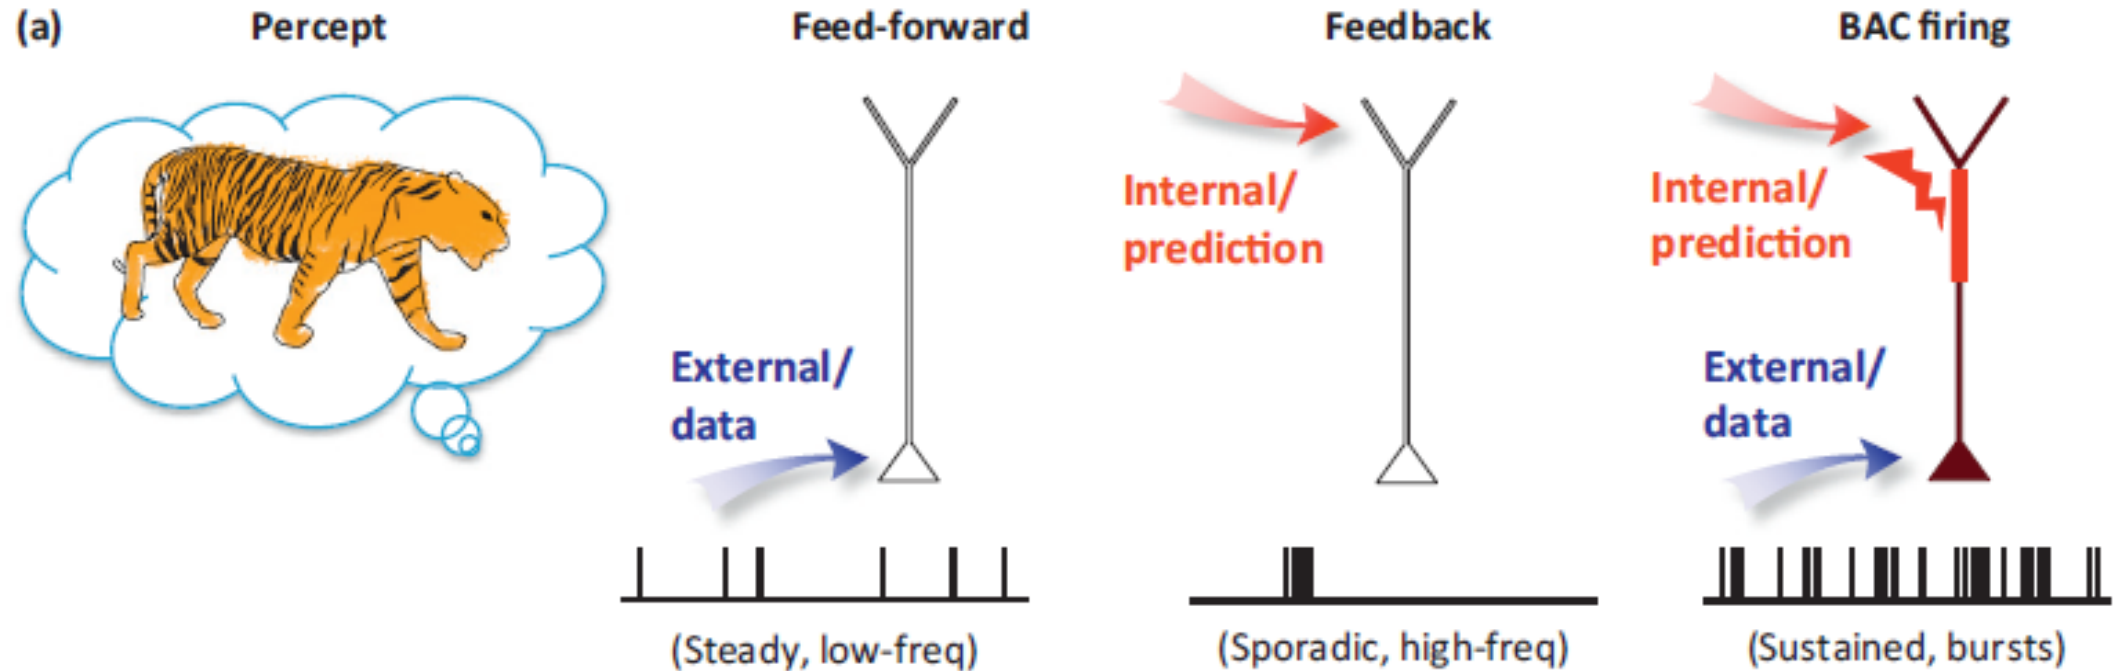 (a)
Percept
Feed-forward
Feedback
BAC firing
External/
data
(Steady, low-freq)
Internal/
prediction
(Sporadic, high-freq)
Internal/
prediction
External/
data
(Sustained, bursts)